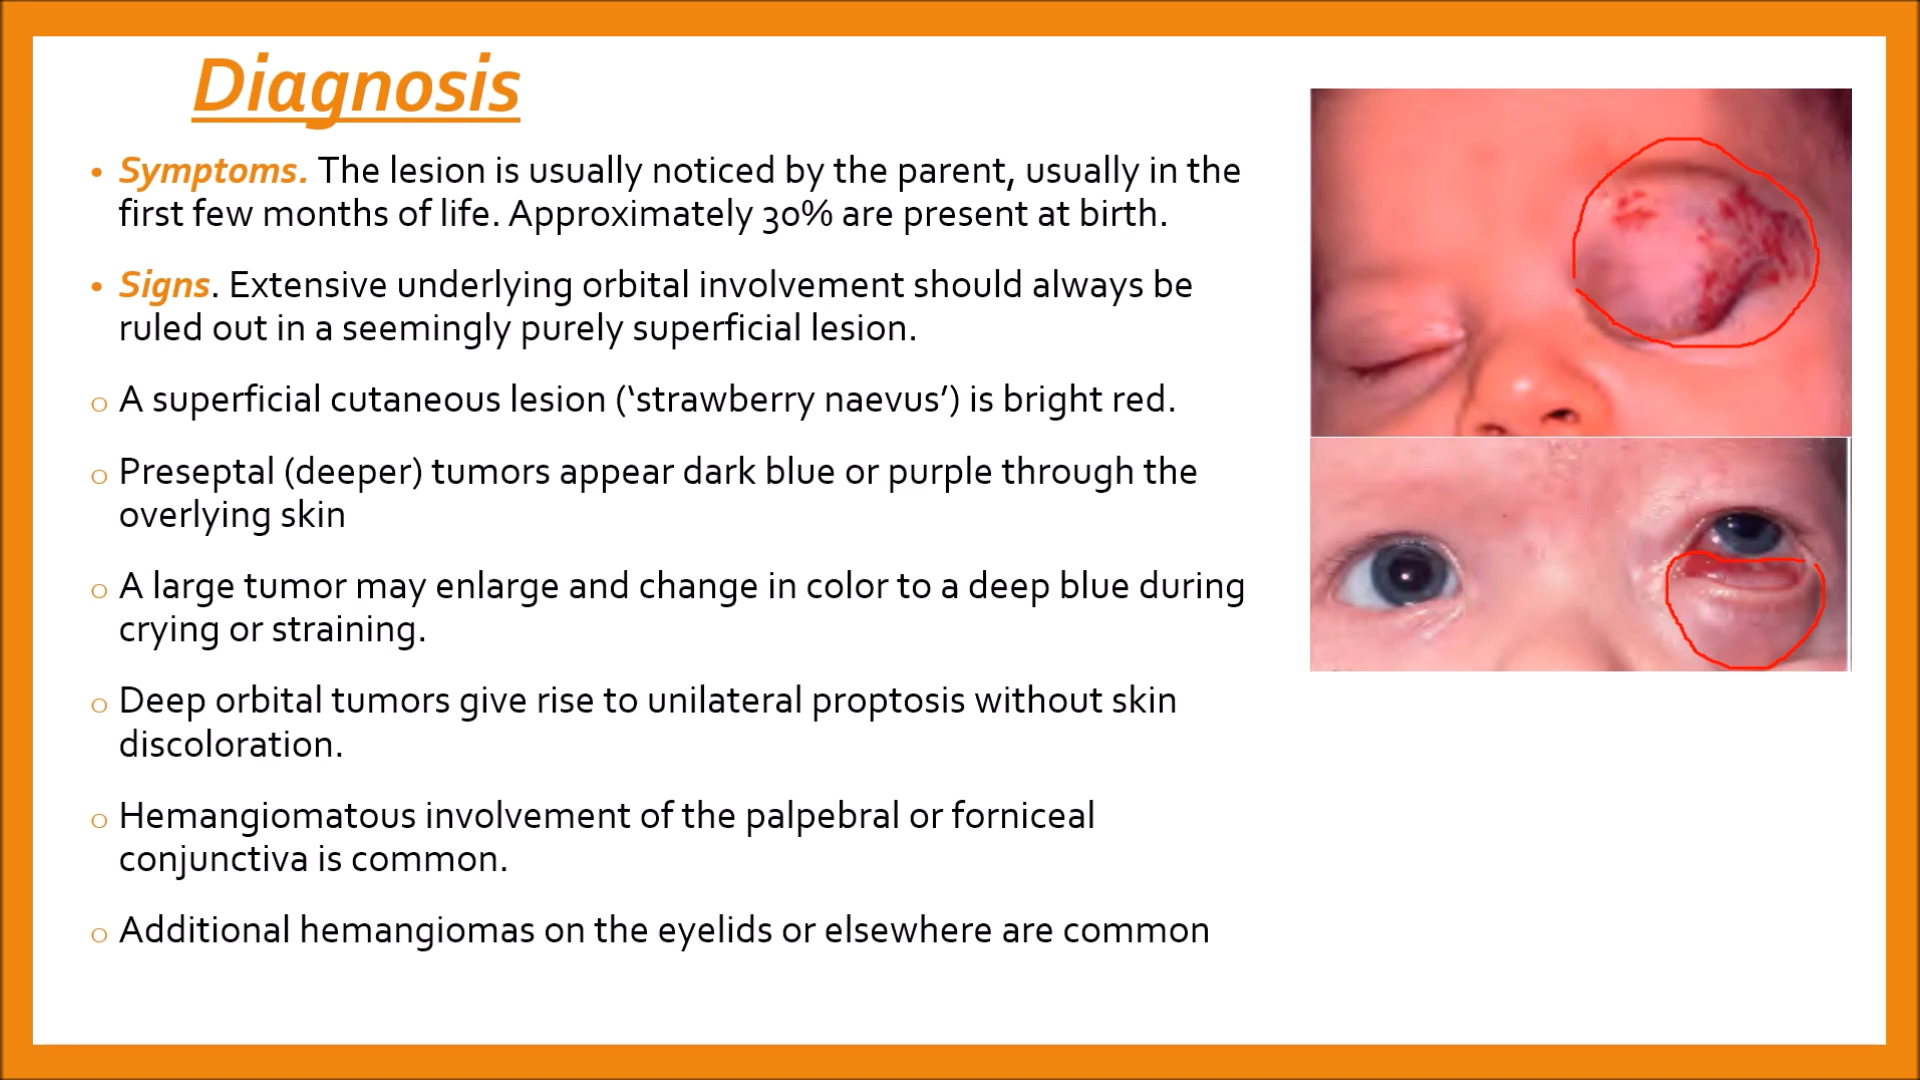 Diagnosis
• Symptoms. The lesion is usually noticed by the parent, usually in the
first few months of life. Approximately 30% are present at birth.
• Signs. Extensive underlying orbital involvement should always be
ruled out in a seemingly purely superficial lesion.
o A superficial cutaneous lesion (‘strawberry naevus’) is bright red.
o Preseptal (deeper) tumors appear dark blue or purple through the
overlying skin
o A large tumor may enlarge and change in color to a deep blue during
crying or straining.
o Deep orbital tumors give rise to unilateral proptosis without skin
discoloration.
o Hemangiomatous involvement of the palpebral or forniceal
conjunctiva is common.
o Additional hemangiomas on the eyelids or elsewhere are common